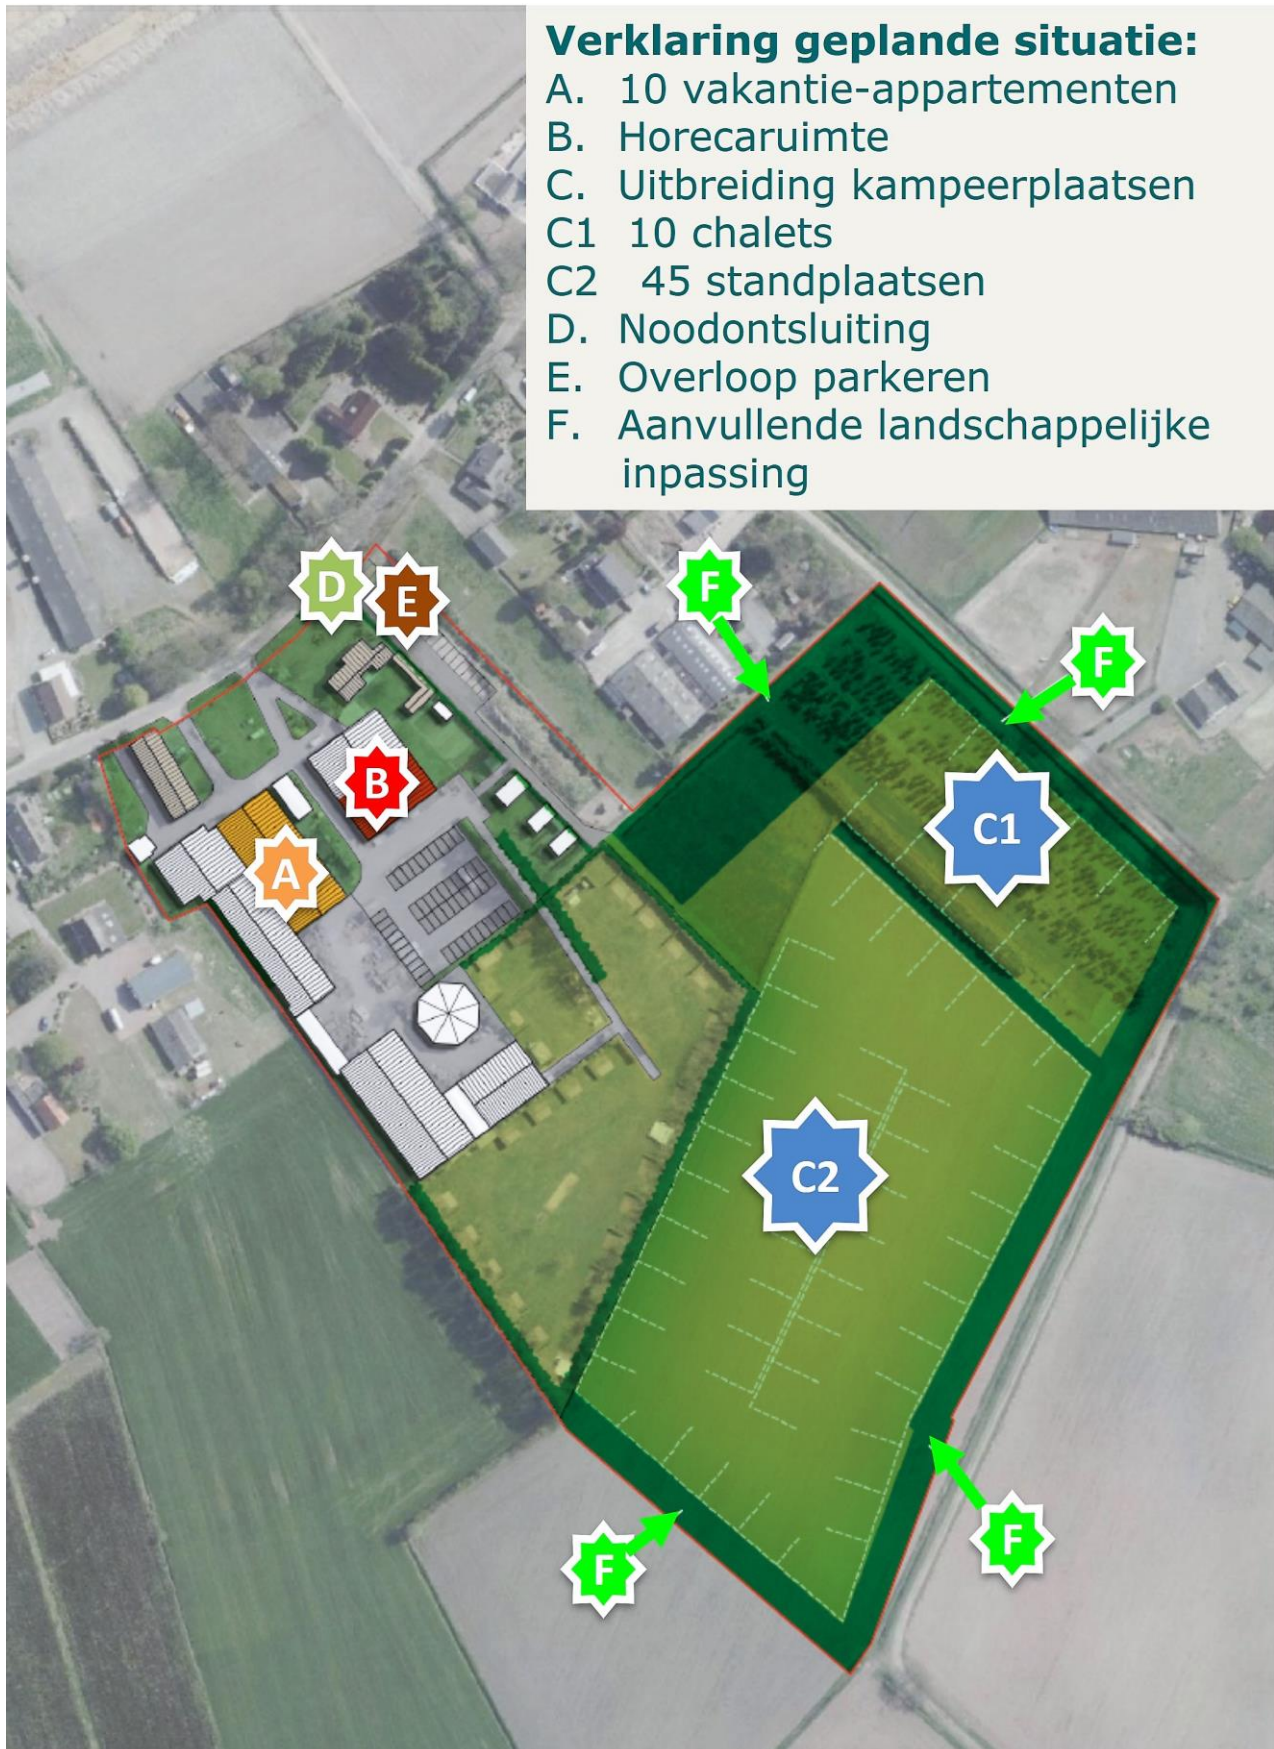 Verklaring geplande situatie:
A. 10 vakantie-appartementen
B. Horecaruimte
C. Uitbreiding kampeerplaatsen
C1 10 chalets
C2 45 standplaatsen
D. Noodontsluiting
E. Overloop parkeren
F. Aanvullende landschappelijke
inpassing
D
E
F
F
B
C1
A
C2
F
F